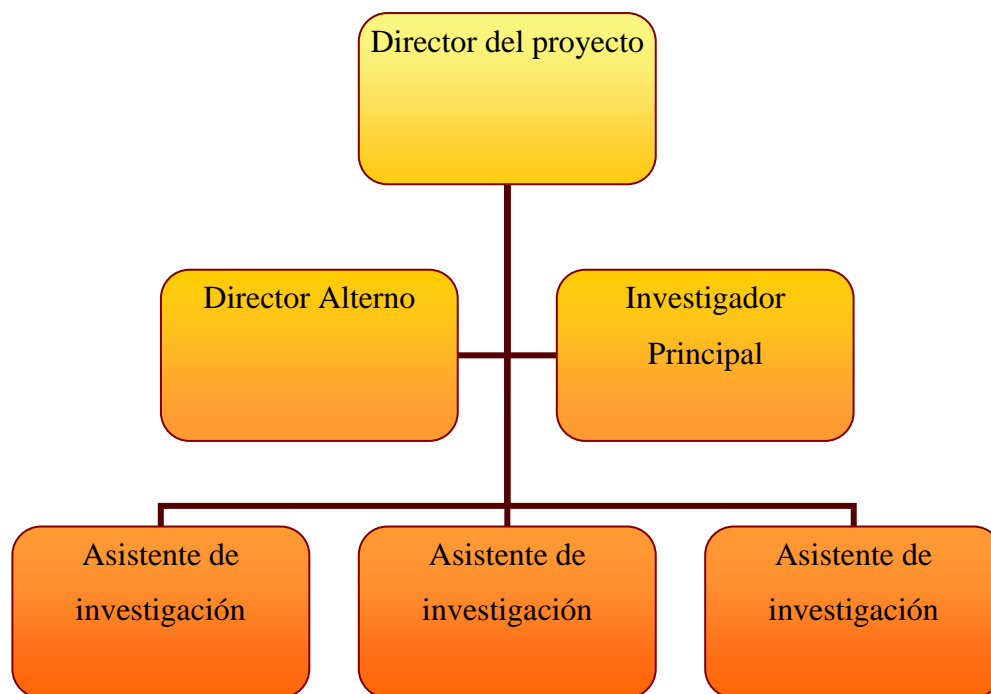 Director del proyecto
Director Alterno
Investigador
Principal
Asistente de
investigación
Asistente de
investigación
Asistente de
investigación